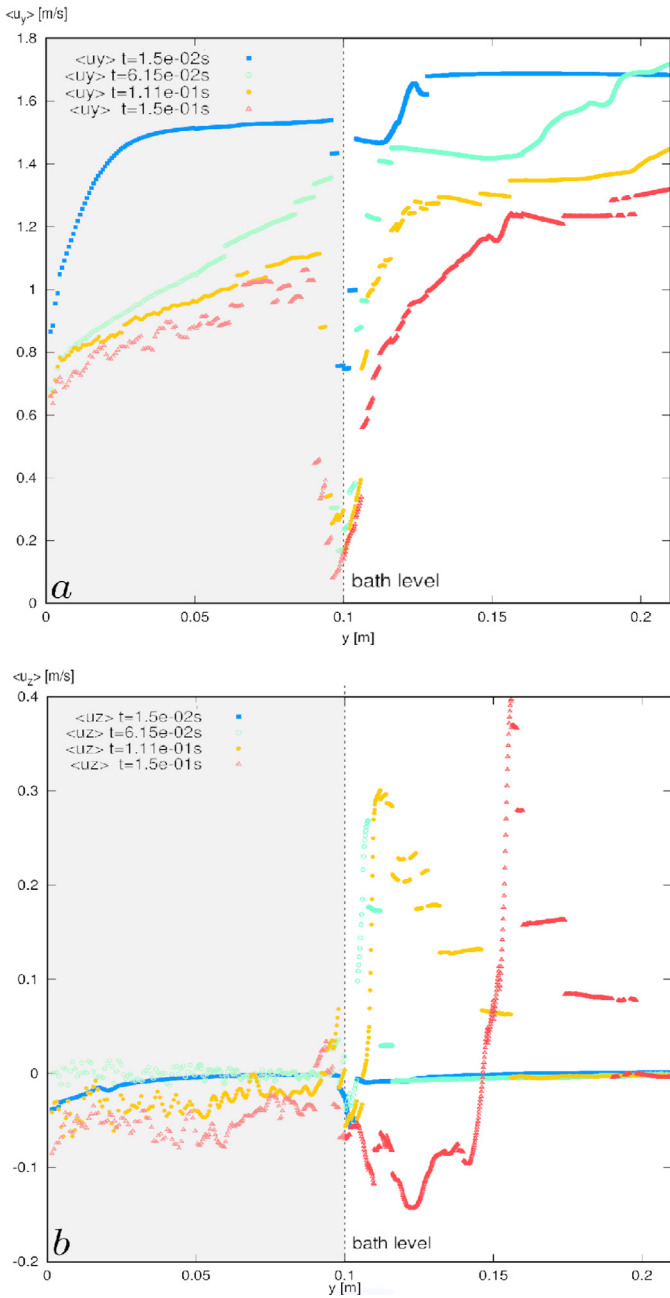 <u_y> [m/s]
1.8
1.6
1.4
1.2
1
0.8
0.6
0.4
0.2
0
<uy> t=1.5e-02s
<uy> t=6.15e-02s
<uy> t=1.11e-01s
<uy> t=1.5e-01s
a
bath level
0
0.05
0.1
0.15
0.2
y [m]
<u_z> [m/s]
0.4
0.3
0.2
0.1
0
-0.1
-0.2
<uz> t=1.5e-02s
<uz> t=6.15e-02s
<uz> t=1.11e-01s
<uz> t=1.5e-01s
b
bath level
0
0.05
0.1
0.15
0.2
y [m]